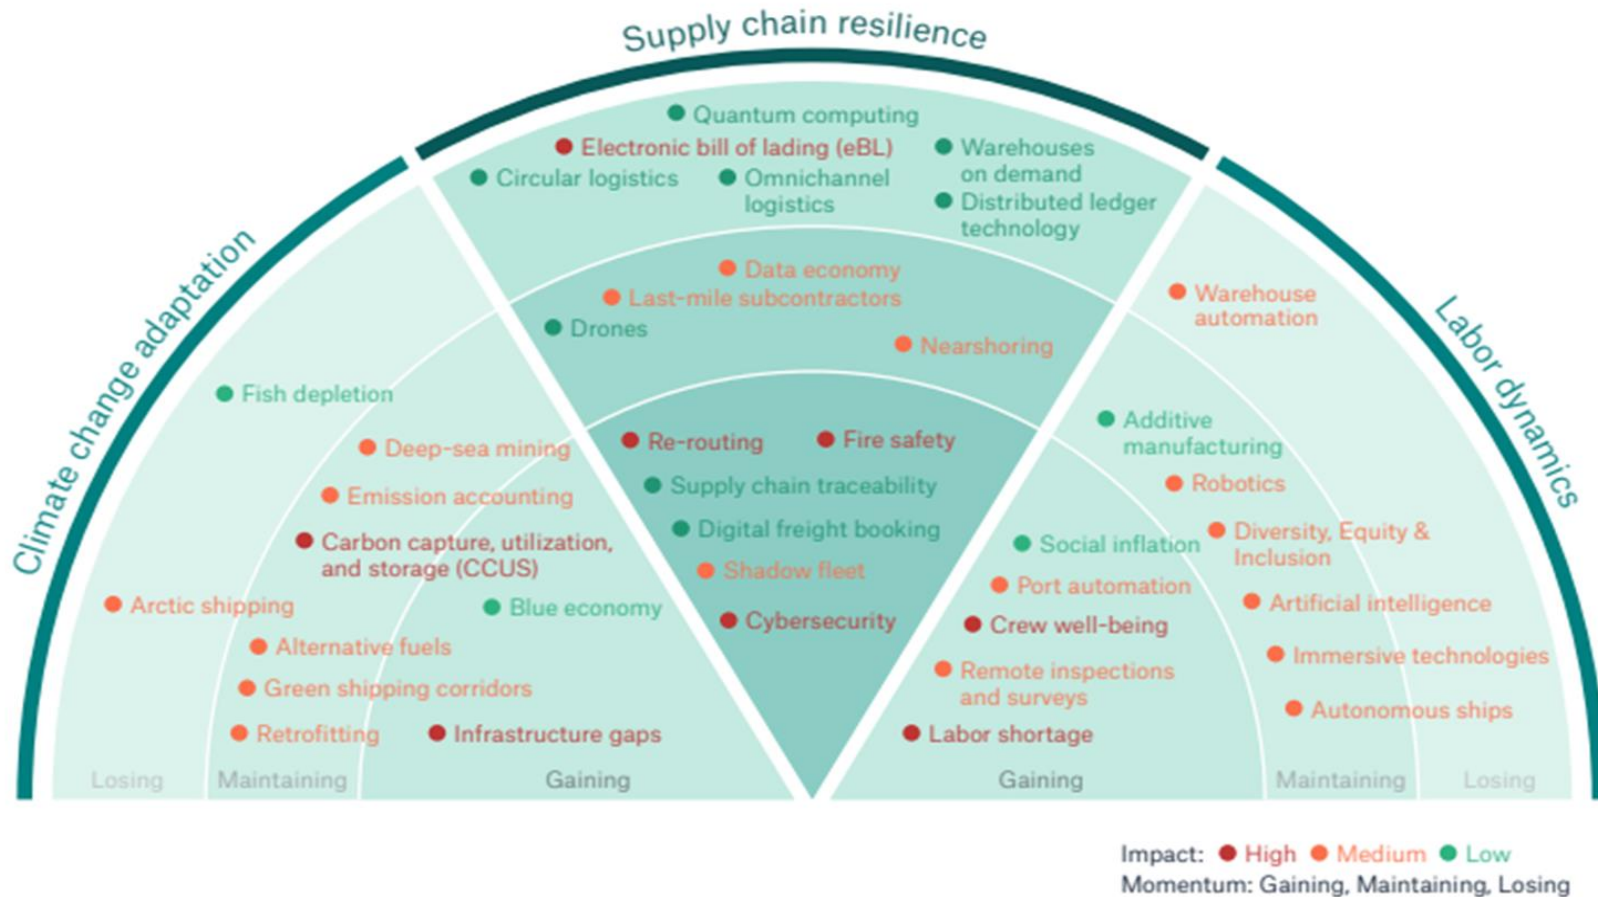 Supply chain resilience
Climate change adaptation
Labor dynamics
Quantum computing
Electronic bill of lading (eBL)
Warehouses
on demand
Circular logistics
Omnichannel
logistics
Distributed ledger
technology
Data economy
Last-mile subcontractors
Drones
Nearshoring
Re-routing
Fire safety
Supply chain traceability
Digital freight booking
Shadow fleet
Cybersecurity
Fish depletion
Deep-sea mining
Emission accounting
Carbon capture, utilization,
and storage (CCUS)
Arctic shipping
Blue economy
Alternative fuels
Green shipping corridors
Retrofitting
Infrastructure gaps
Losing
Maintaining
Gaining
Warehouse
automation
Additive
manufacturing
Robotics
Diversity, Equity &
Inclusion
Social inflation
Port automation
Artificial intelligence
Crew well-being
Immersive technologies
Remote inspections
and surveys
Autonomous ships
Labor shortage
Gaining
Maintaining
Losing
Impact: High Medium Low
Momentum: Gaining, Maintaining, Losing